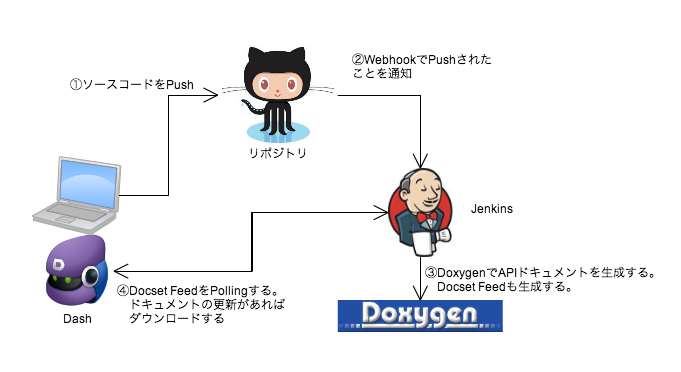 ①ソースコードをPush
②WebhookでPushされた
ことを通知
リポジトリ
Jenkins
D
③DoxygenでAPIドキュメントを生成する。
Docset Feedも生成する。
④Docset FeedをPollingする。
ドキュメントの更新があれば
ダウンロードする
Dash
Doxygen